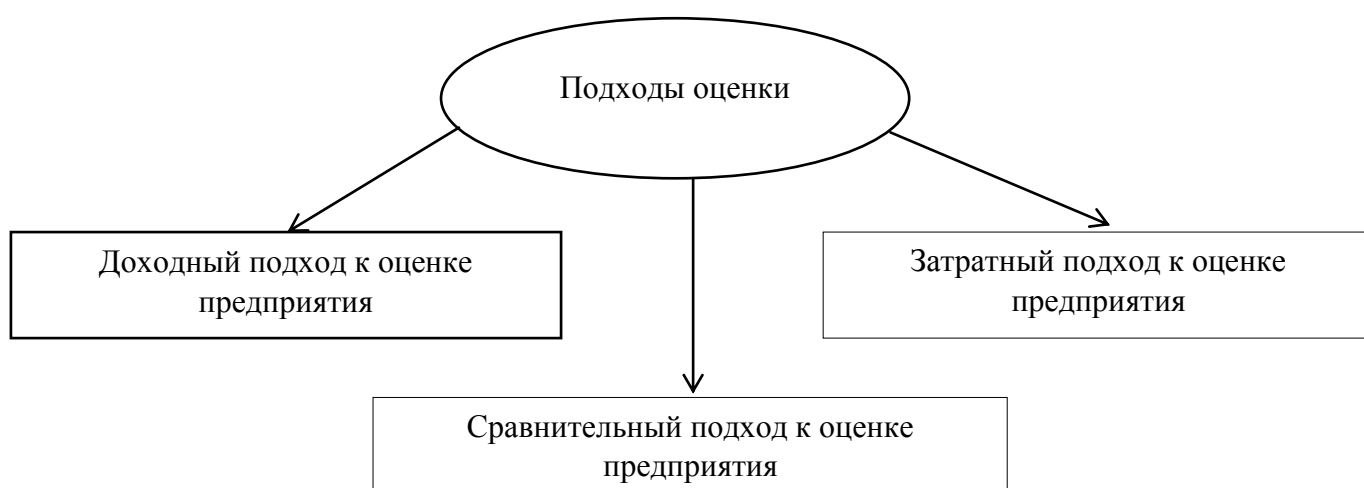 Подходы оценки
Доходный подход к оценке
предприятия
Затратный подход к оценке
предприятия
Сравнительный подход к оценке
предприятия